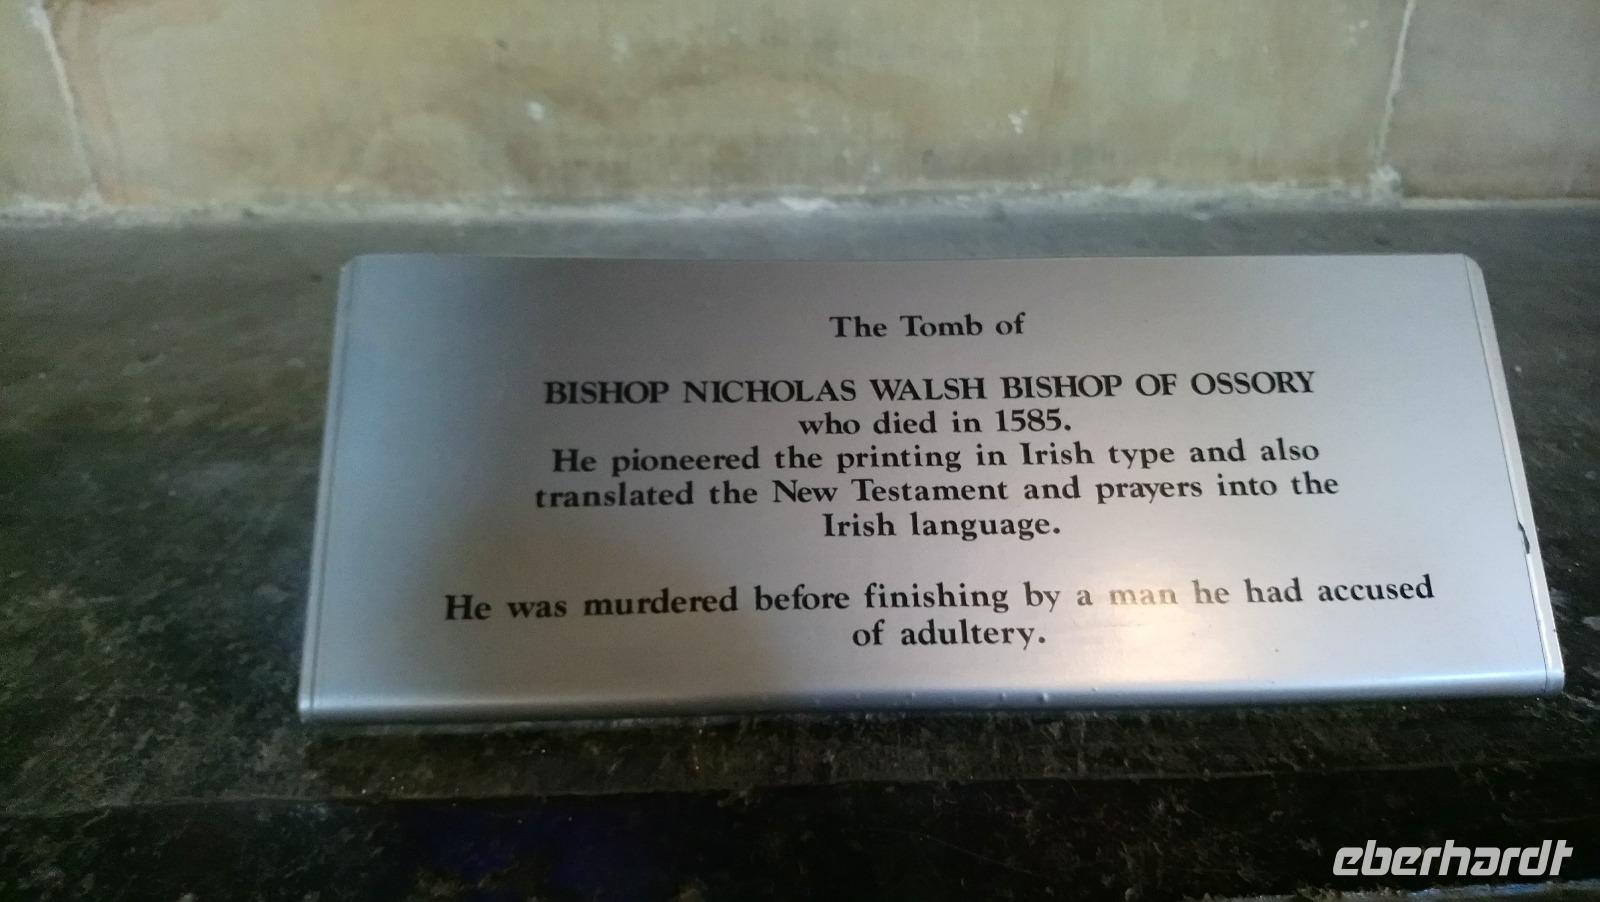 The Tomb of
BISHOP NICHOLAS WALSH BISHOP OF OSSORY
who died in 1585.
He pioneered the printing in Irish type and also
translated the New Testament and prayers into the
Irish language.
He was murdered before finishing by a man he had accused
of adultery.
eberhardt